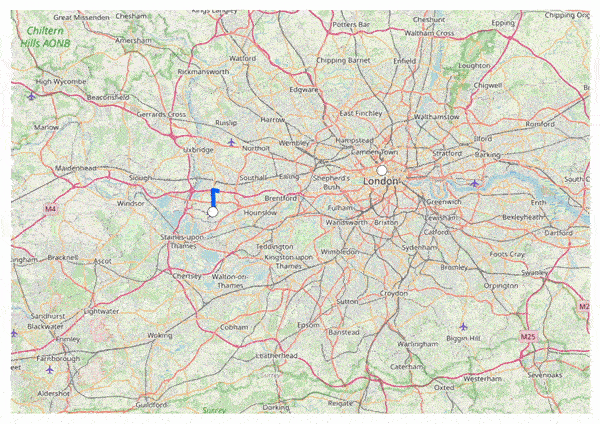 Great Missenden
Chesham
Kings Langley
Potters Bar
Cheshunt
Epping
Chipping
Chiltern
Hills AONB
Amersham
Watford
Waltham Cross
Enfield
Rickmansworth
Chipping Barnet
Loughton
High Wycombe
Edgware
Chigwell
Beaconsfield
Gerrards Cross
East Finchley
Walthamstow
Romford
Marlow
Ruislip
Harrow
Hampstead
Ilford
Uxbridge
Northolt
Wembley
Camden Town
Stratford
Barking
Maidenhead
Slough
Southall
Ealing
Shepherd's
Bush
London
South
M4
Windsor
Brentford
Hounslow
Fulham
Greenwich
Erith
Wandsworth
Brixton
Lewisham
Bexleyheath
Staines-upon
Thames
Catford
Dartford
Teddington
Sydenham
Bracknell
Ascot
Kingston upon
Thames
Wimbledon
Foots Cray
Chertsey
Walton-on-
Thames
Bromley
Swanley
Croydon
Orpington
Sutton
Sandhurst
Lightwater
M2
Blackwater
Cobham
Epsom
Banstead
Biggin Hill
M25
Frimley
Woking
Warlingham
Farnborough
Leatherhead
Caterham
Westerham
Sevenoaks
Aldershot
Oxted
Guildford
Surrey
Dorking
Reigate